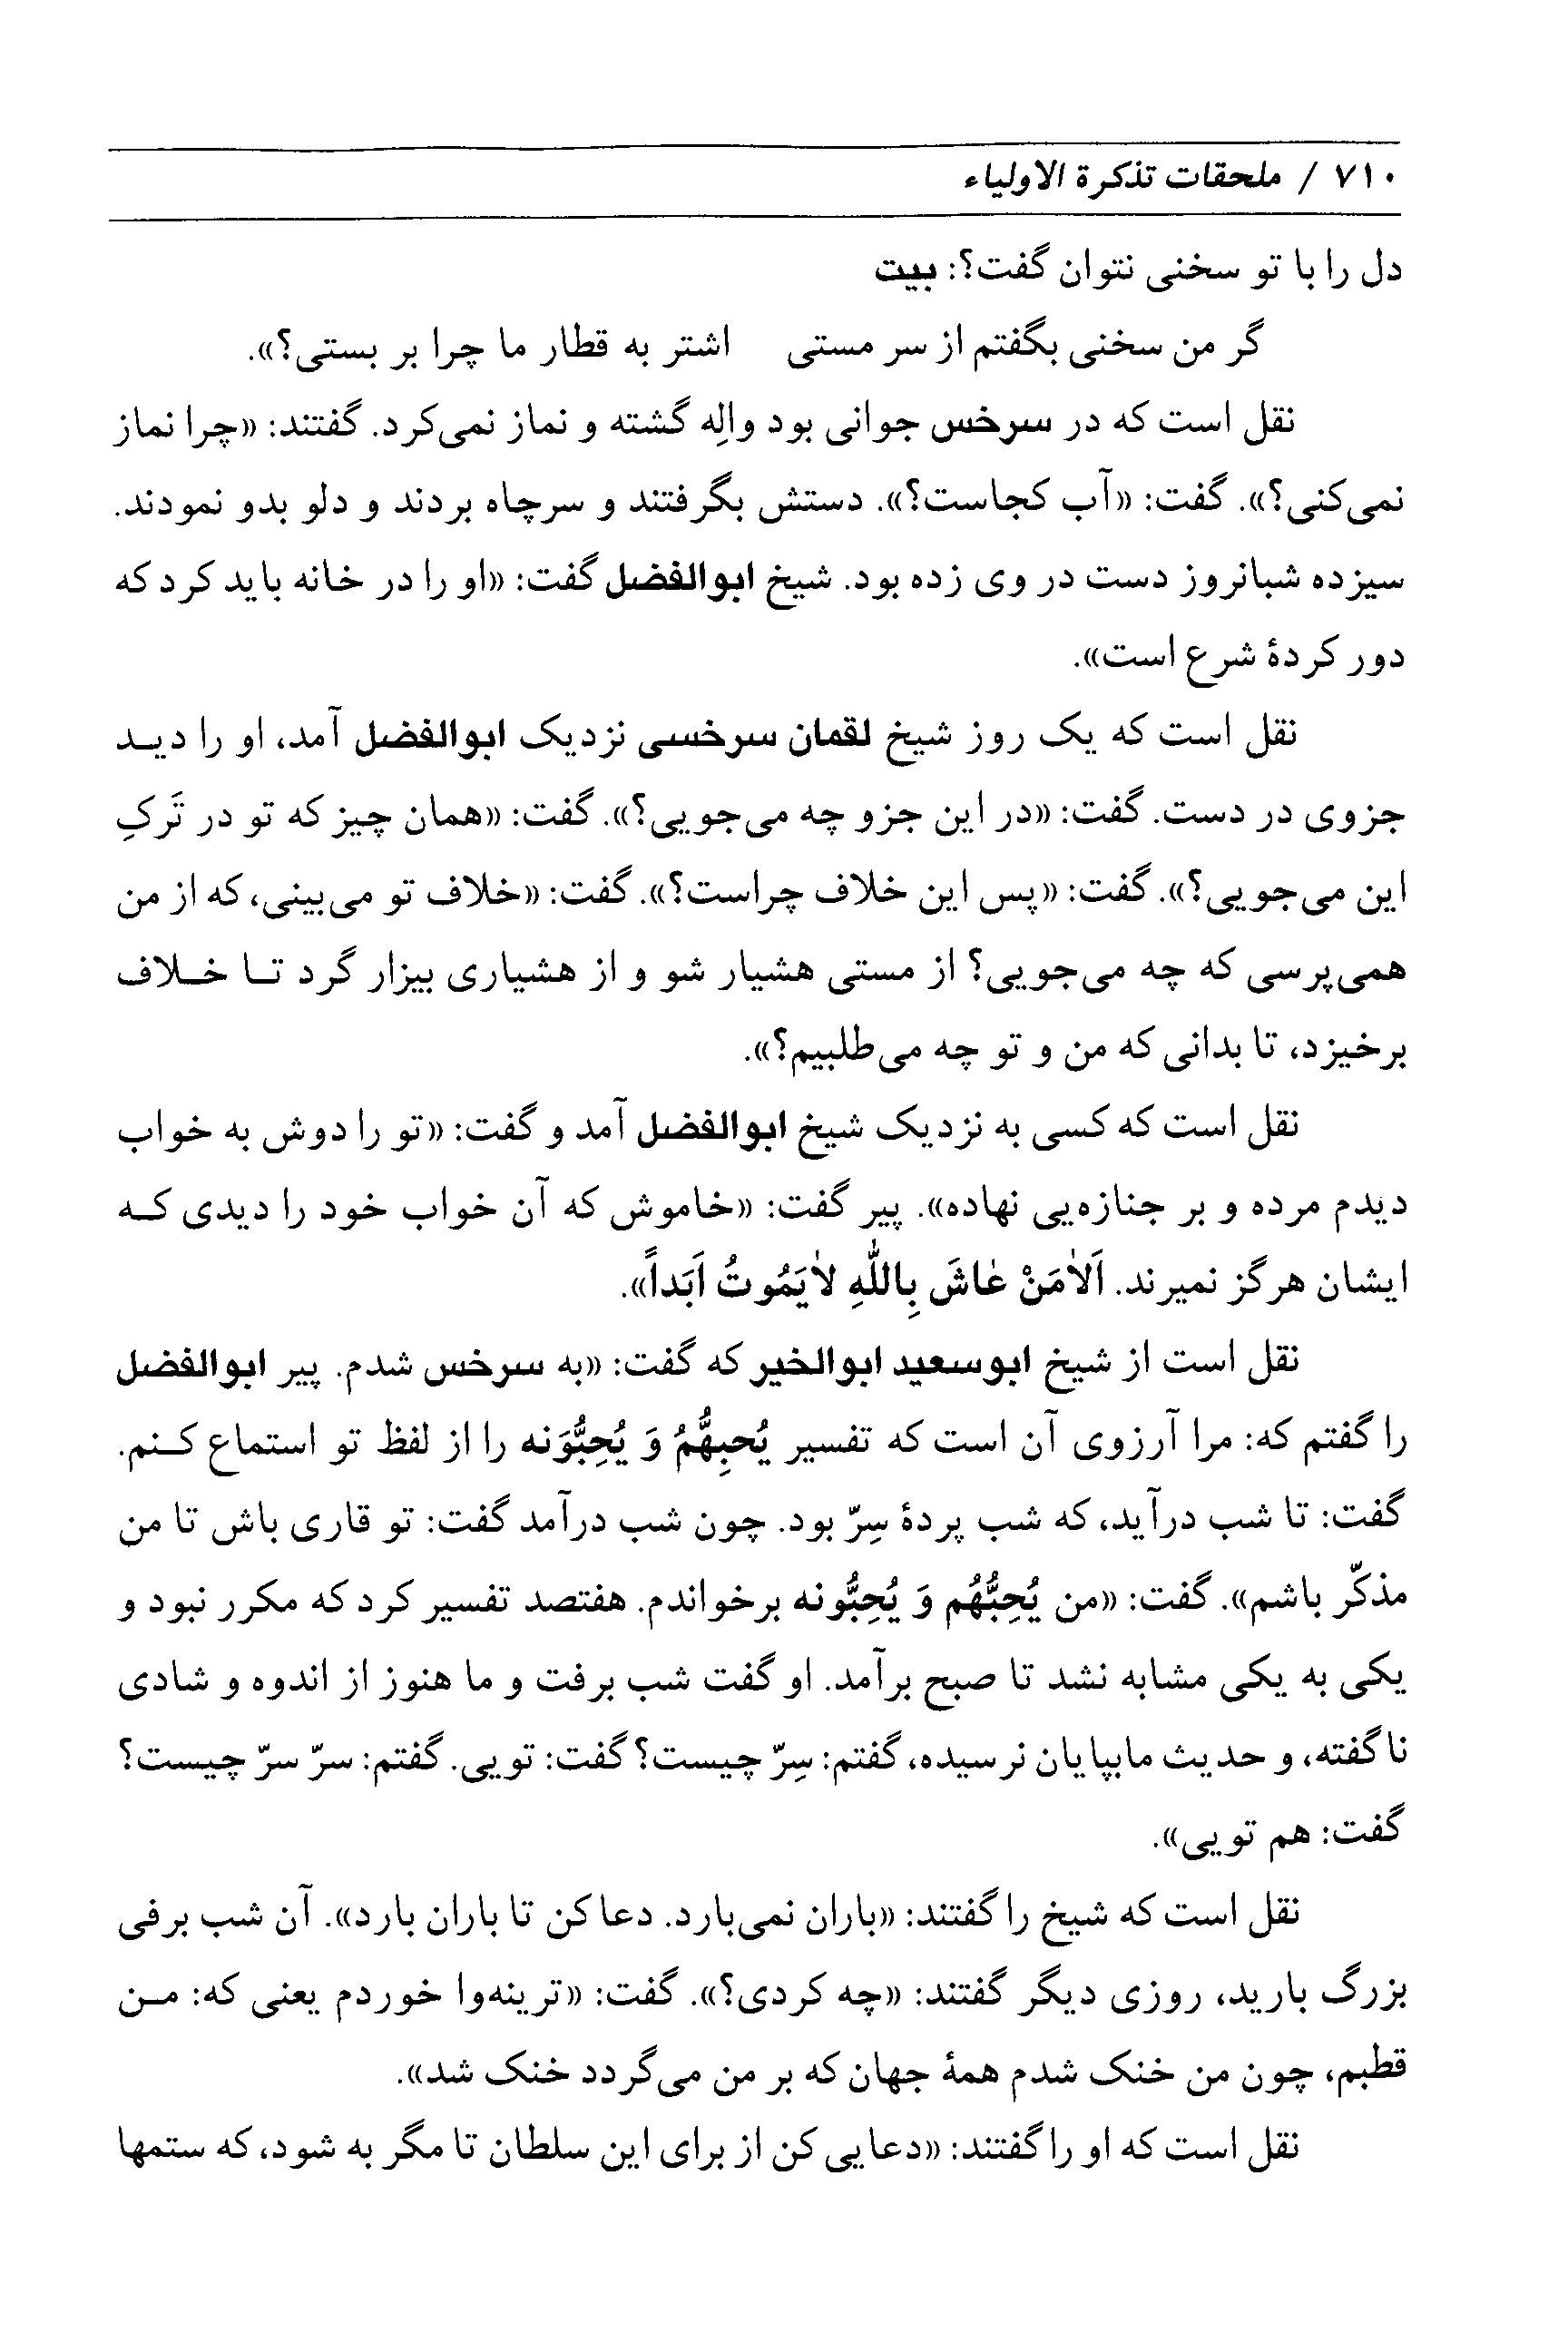 ۷۱۰ / ملحقات تذکرة الاولیاء
دل را با تو سخنی نتوان گفت؟: بیت
گر من سخنی بگفتم از سر مستی اشتر به قطار ما چرا بر بستی؟».
نقل است که در سرخس جوانی بود والِه گشته و نماز نمی‌کرد. گفتند: «چرا نماز
نمی‌کنی؟». گفت: «آب کجاست؟». دستش بگرفتند و سرچاه بردند و دلو بدو نمودند.
سیزده شبانروز دست در وی زده بود. شیخ ابوالفضل گفت: «او را در خانه باید کرد که
دور کردهٔ شرع است».
نقل است که یک روز شیخ لقمان سرخسی نزدیک ابوالفضل آمد، او را دیـد
جزوی در دست. گفت: «در این جزو چه می‌جویی؟». گفت: «همان چیز که تو در تَرکِ
این می‌جویی؟». گفت: «پس این خلاف چراست؟». گفت: «خلاف تو می‌بینی، که از من
همی‌پرسی که چه می‌جویی؟ از مستی هشیار شو و از هشیاری بیزار گرد تـا خـلاف
برخیزد، تا بدانی که من و تو چه می‌طلبیم؟».
نقل است که کسی به نزدیک شیخ ابوالفضل آمد و گفت: «تو را دوش به خواب
دیدم مرده و بر جنازه‌یی نهاده». پیر گفت: «خاموش که آن خواب خود را دیدی کـه
ایشان هرگز نمیرند. اَلاٰمَنْ عٰاشَ بِاللّٰهِ لاٰیَمُوتُ اَبَداً».
نقل است از شیخ ابوسعید ابوالخیر که گفت: «به سرخس شدم. پیر ابوالفضل
را گفتم که: مرا آرزوی آن است که تفسیر یُحبِهُّمُ وَ یُحِبُّوَنه را از لفظ تو استماع کـنم.
گفت: تا شب درآید، که شب پردهٔ سِرّ بود. چون شب درآمد گفت: تو قاری باش تا من
مذکّر باشم». گفت: «من یُحِبُّهُم وَ یُحِبُّونه برخواندم. هفتصد تفسیر کرد که مکرر نبود و
یکی به یکی مشابه نشد تا صبح برآمد. او گفت شب برفت و ما هنوز از اندوه و شادی
ناگفته، و حدیث مابپایان نرسیده، گفتم: سِرّ چیست؟ گفت: تویی. گفتم: سرّ سرّ چیست؟
گفت: هم تویی».
نقل است که شیخ را گفتند: «باران نمی‌بارد. دعاکن تا باران بارد». آن شب برفی
بزرگ بارید، روزی دیگر گفتند: «چه کردی؟». گفت: «ترینه‌وا خوردم یعنی که: مـن
قطبم، چون من خنک شدم همهٔ جهان که بر من می‌گردد خنک شد».
نقل است که او را گفتند: «دعایی کن از برای این سلطان تا مگر به شود، که ستمها